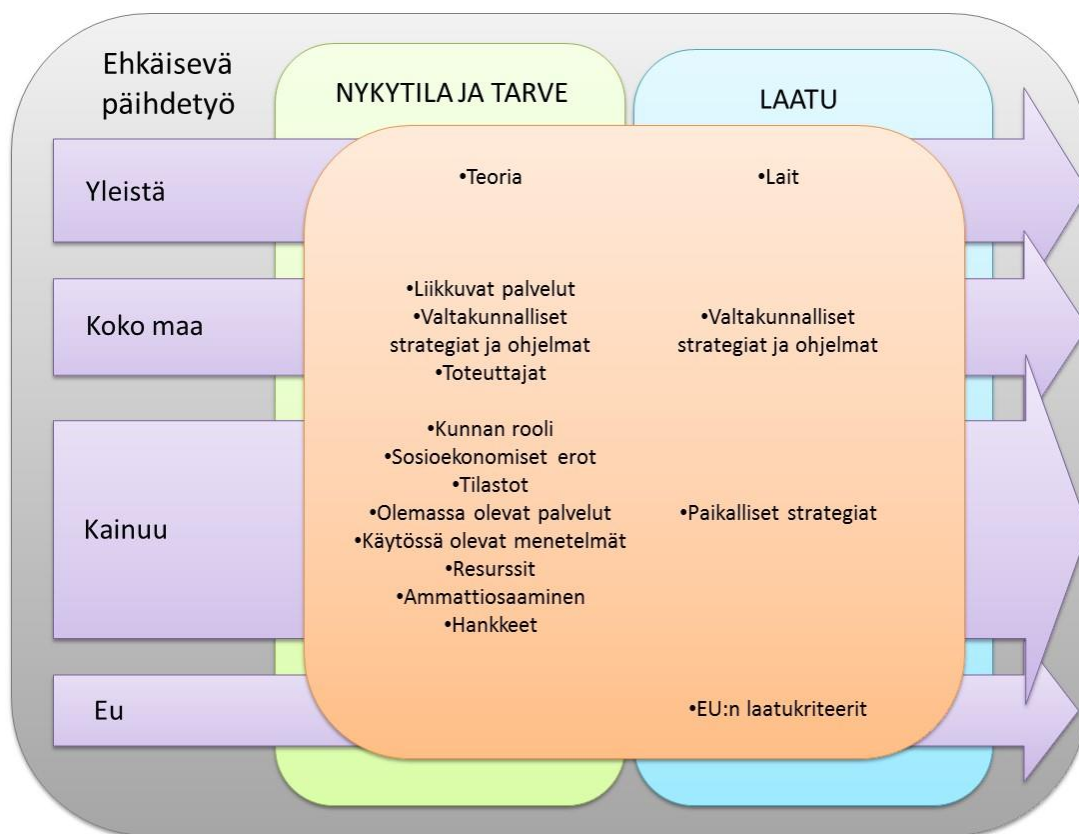 Ehkäisevä
päihdetyö
NYKYTILA JA TARVE
LAATU
Yleistä
•Teoria
•Lait
Koko maa
•Liikkuvat palvelut
•Valtakunnalliset
strategiat ja ohjelmat
•Toteuttajat
•Valtakunnalliset
strategiat ja ohjelmat
Kainuu
•Kunnan rooli
•Sosioekonomiset erot
•Tilastot
•Olemassa olevat palvelut
•Käytössä olevat menetelmät
•Resurssit
•Ammattiosaaminen
•Hankkeet
•Paikalliset strategiat
Eu
•EU:n laatukriteerit